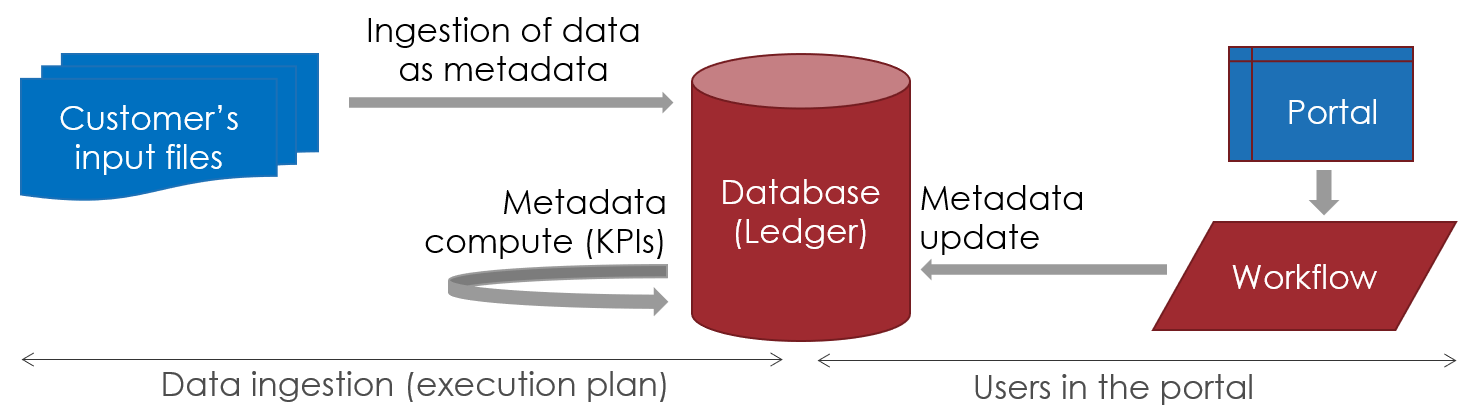 Ingestion of data
as metadata
Customer’s
input files
Portal
Metadata
compute (KPIs)
Database
(Ledger)
Metadata
update
Workflow
Data ingestion (execution plan)
Users in the portal